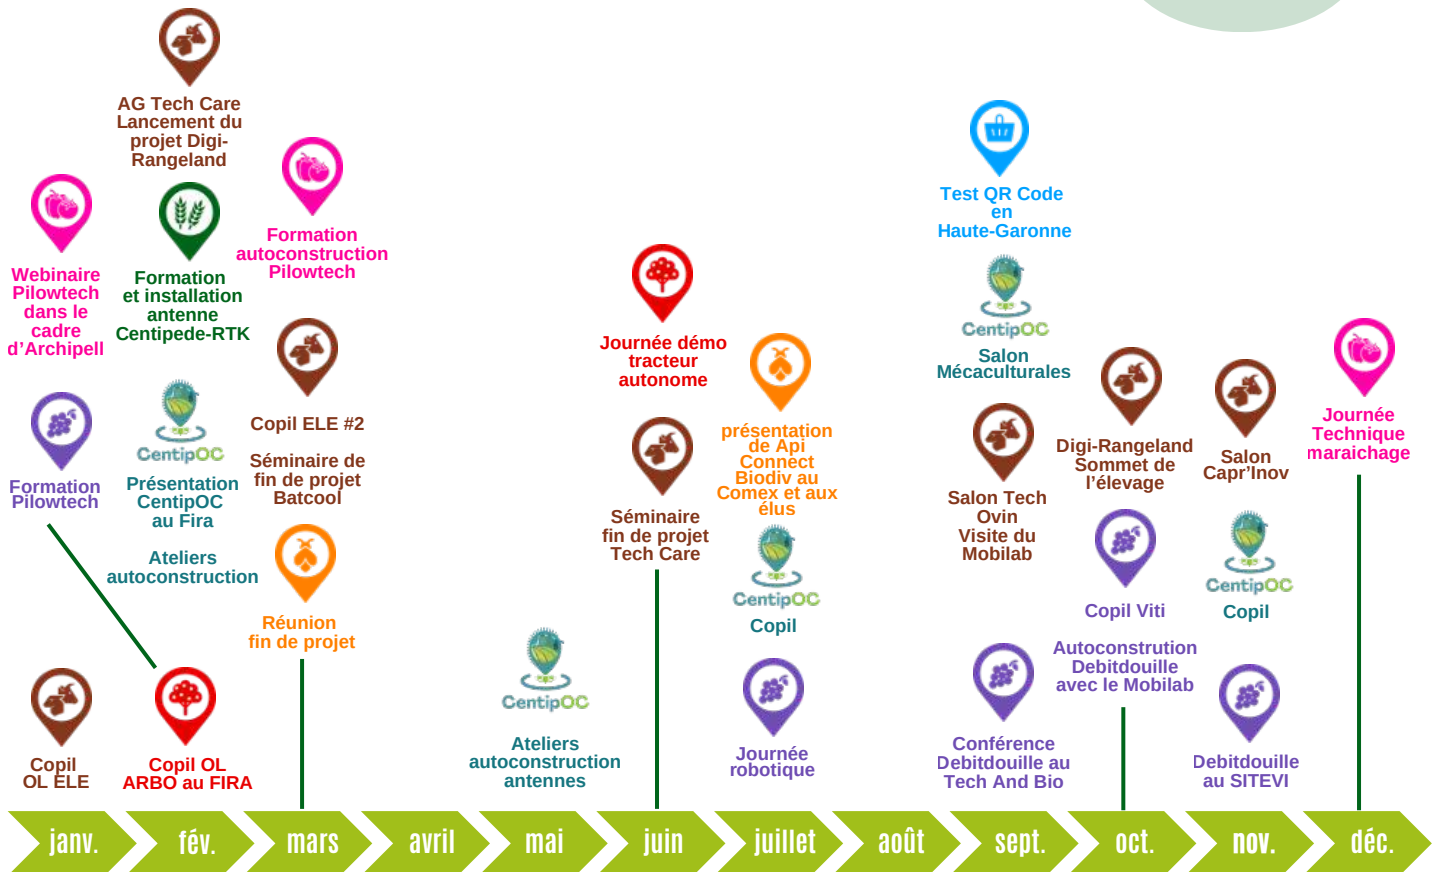 AG Tech Care
Lancement du
projet Digi-
Rangeland
Webinaire
Pilowtech
dans le
cadre
d'Archipell
Formation
et installation
antenne
Centipede-RTK
Formation
autoconstruction
Pilowtech
Formation
Pilowtech
CentipOC
Présentation
CentipOC
au Fira
Ateliers
autoconstruction
Copil ELE #2
Séminaire de
fin de projet
Batcool
Réunion
fin de projet
Copil
OL ELE
Copil OL
ARBO au FIRA
CentipOC
Ateliers
autoconstruction
antennes
Journée démo
tracteur
autonome
Séminaire
fin de projet
Tech Care
présentation
de Api
Connect
Biodiv au
Comex et aux
élus
CentipOC
Copil
Journée
robotique
Test QR Code
en
Haute-Garonne
CentipOC
Salon
Mécaculturales
Salon Tech
Ovin
Visite du
Mobilab
Conférence
Debitdouille au
Tech And Bio
Digi-Rangeland
Sommet de
l'élevage
Copil Viti
Autoconstrution
Debitdouille
avec le Mobilab
Salon
Capr'Inov
CentipOC
Copil
Debitdouille
au SITEVI
Journée
Technique
maraichage
janv.
fév.
mars
avril
mai
juin
juillet
août
sept.
oct.
nov.
déc.